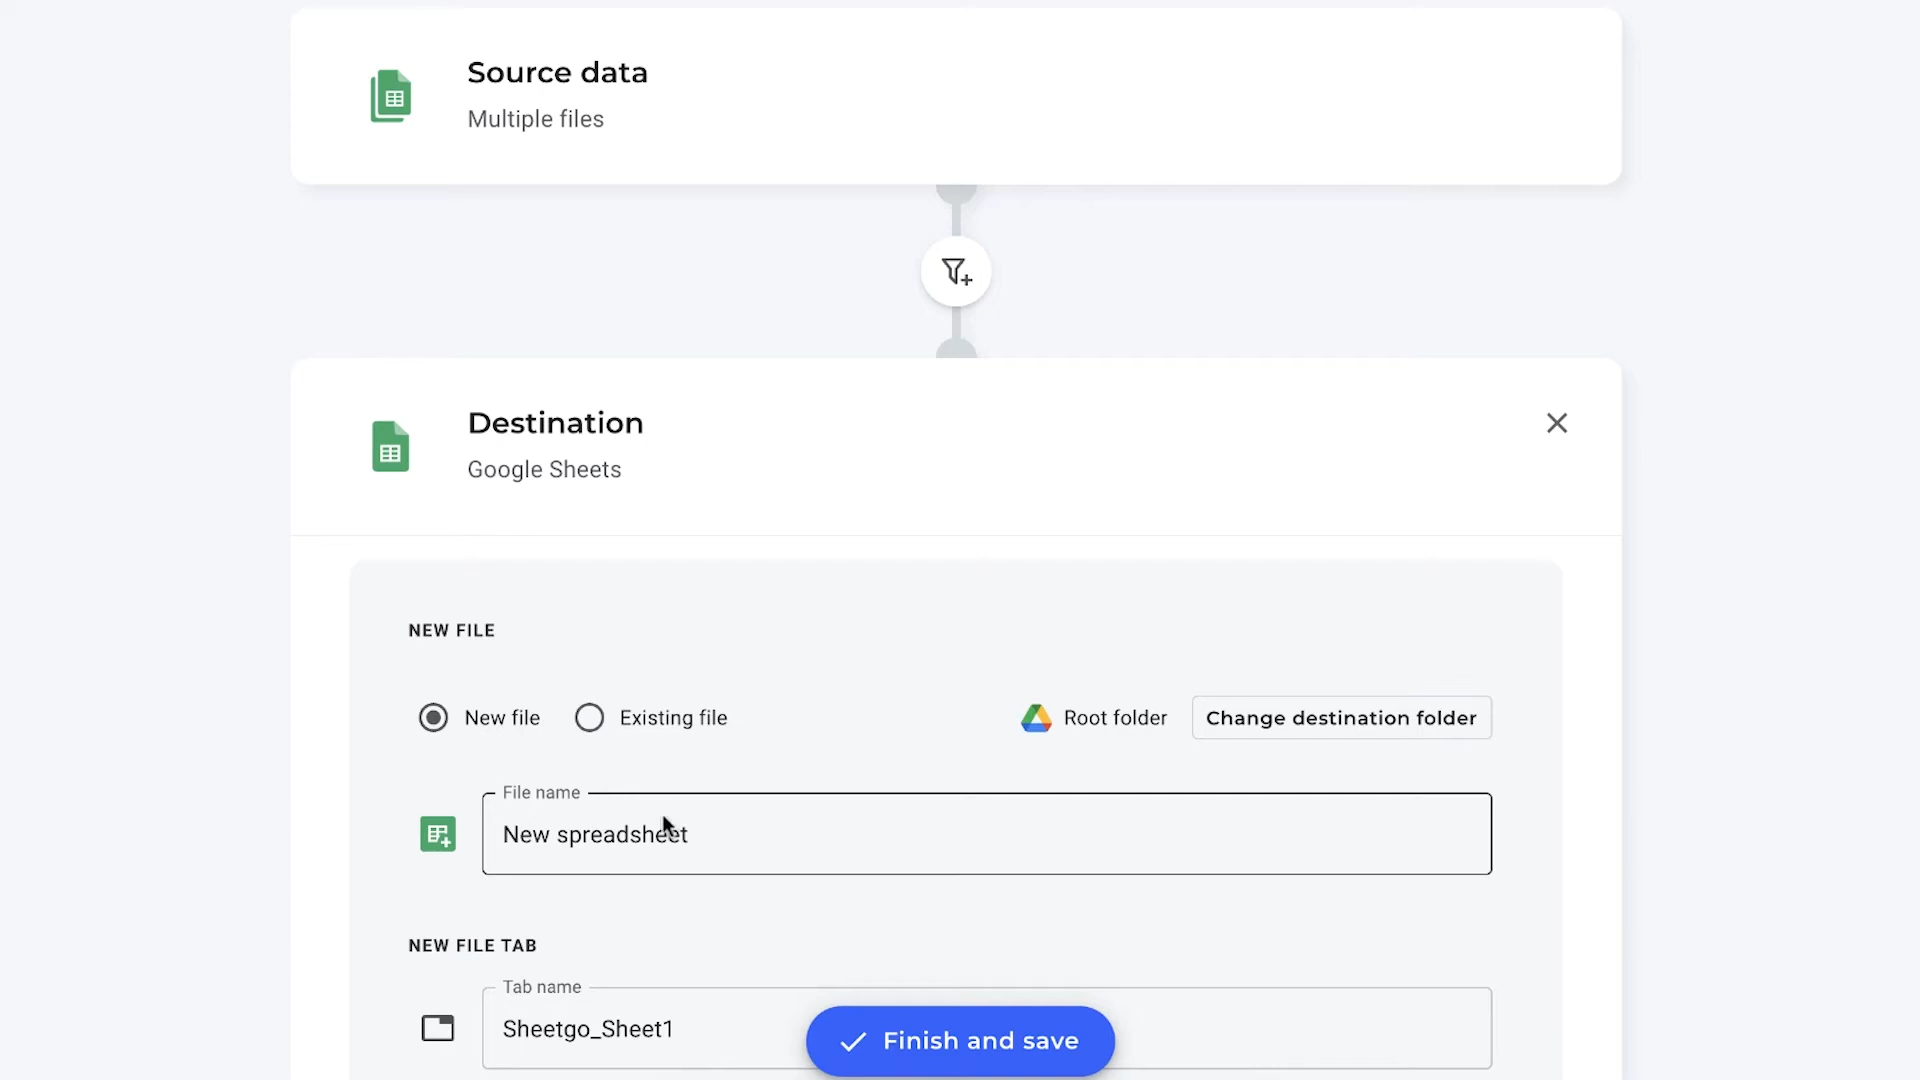 Source data
Multiple files
Destination
Google Sheets
NEW FILE
New file
Existing file
Root folder
Change destination folder
File name
New spreadsheet
NEW FILE TAB
Tab name
Sheetgo_Sheet1
Finish and save